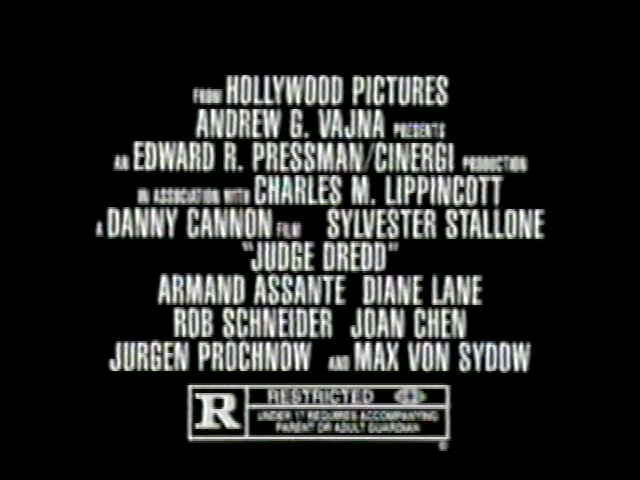 FROM HOLLYWOOD PICTURES
ANDREW G. VAJNA PRESENTS
AN EDWARD R. PRESSMAN/CINERGI PRODUCTION
IN ASSOCIATION WITH CHARLES M. LIPPINCOTT
A DANNY CANNON FILM SYLVESTER STALLONE
"JUDGE DREDD"
ARMAND ASSANTE DIANE LANE
ROB SCHNEIDER JOAN CHEN
JURGEN PROCHNOW AND MAX VON SYDOW
R RESTRICTED
UNDER 17 REQUIRES ACCOMPANYING
PARENT OR ADULT GUARDIAN